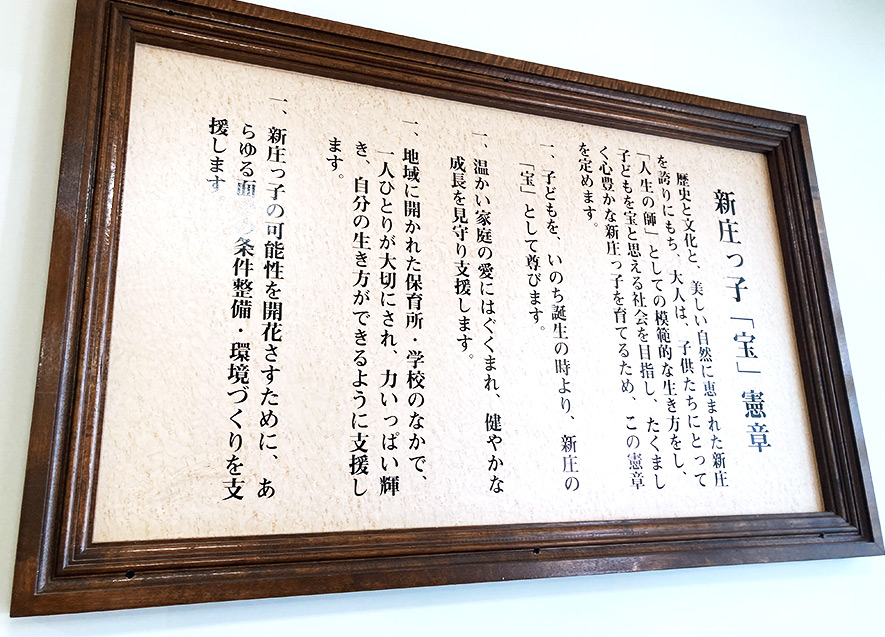 新庄っ子「宝」憲章
歴史と文化と、美しい自然に恵まれた新庄
を誇りにもち、大人は、子供たちにとって
「人生の師」としての模範的な生き方をし、
子どもを宝と思える社会を目指し、たくまし
く心豊かな新庄っ子を育てるため、この憲章
を定めます。
一、子どもを、いのち誕生の時より、新庄の
「宝」として尊びます。
一、温かい家庭の愛にはぐくまれ、健やかな
成長を見守り支援します。
一、地域に開かれた保育所・学校のなかで、
一人ひとりが大切にされ、力いっぱい輝
き、自分の生き方ができるように支援し
ます。
一、新庄っ子の可能性を開花さすために、あ
らゆる面 条件整備・環境づくりを支
援します